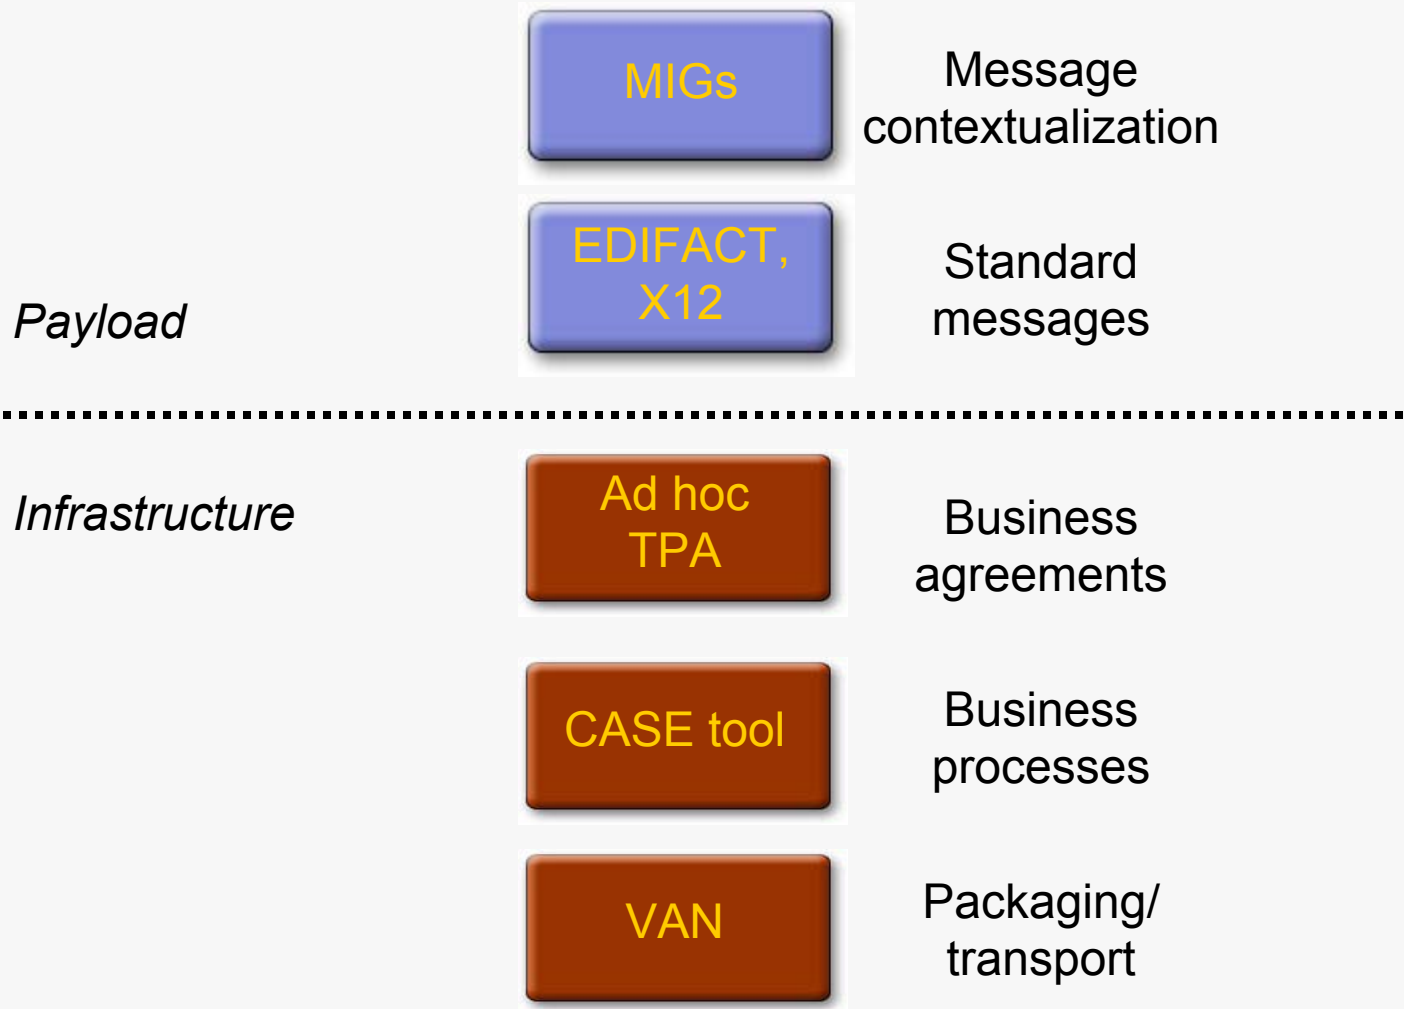 MIGs
Message
contextualization
EDIFACT,
X12
Standard
messages
Payload
Infrastructure
Ad hoc
TPA
Business
agreements
CASE tool
Business
processes
VAN
Packaging/
transport